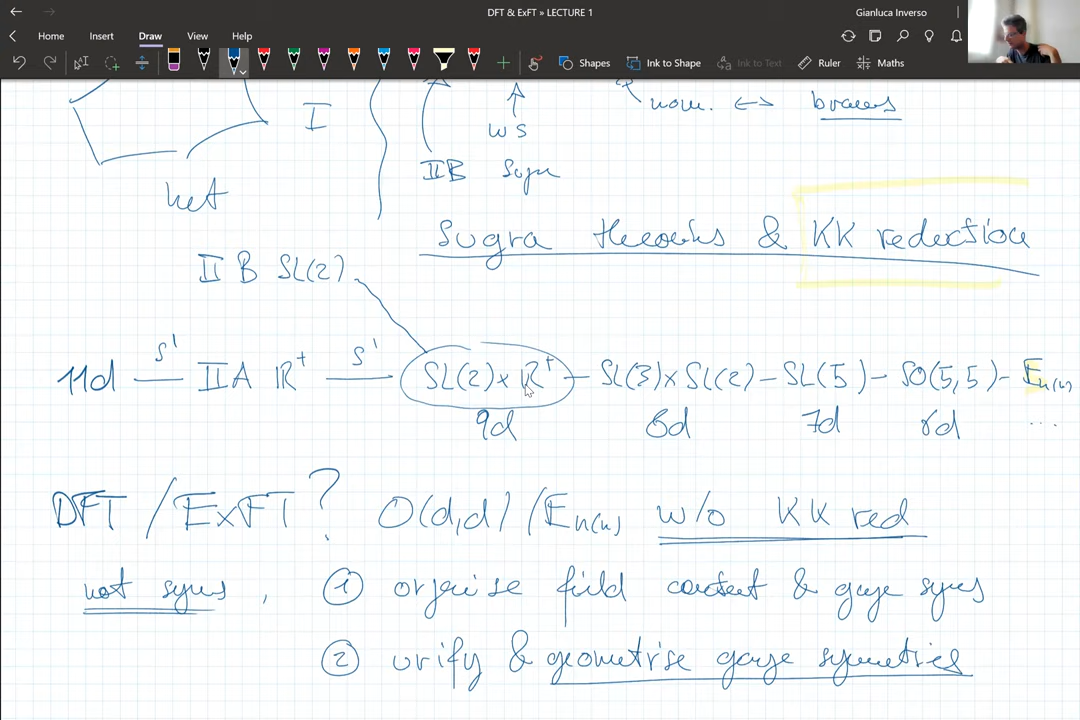 DFT & ExFT » LECTURE 1
Gianluca Inverso
Home Insert Draw View Help
Shapes Ink to Shape Ink to Text Ruler Maths
I
het
WS
IIB Sugra
nom. <-> branes
Sugra theories & KK reduction
IIB SL(2)
11d — S¹ — IIA R⁺ — S¹ — SL(2)×R⁺ — SL(3)×SL(2) – SL(5) – SO(5,5) – En(n)
9d 8d 7d 6d ...
DFT / ExFT? O(d,d) / En(n) w/o KK red
not syms, ① organise field content & gauge syms
② unify & geometrise gauge symmetries